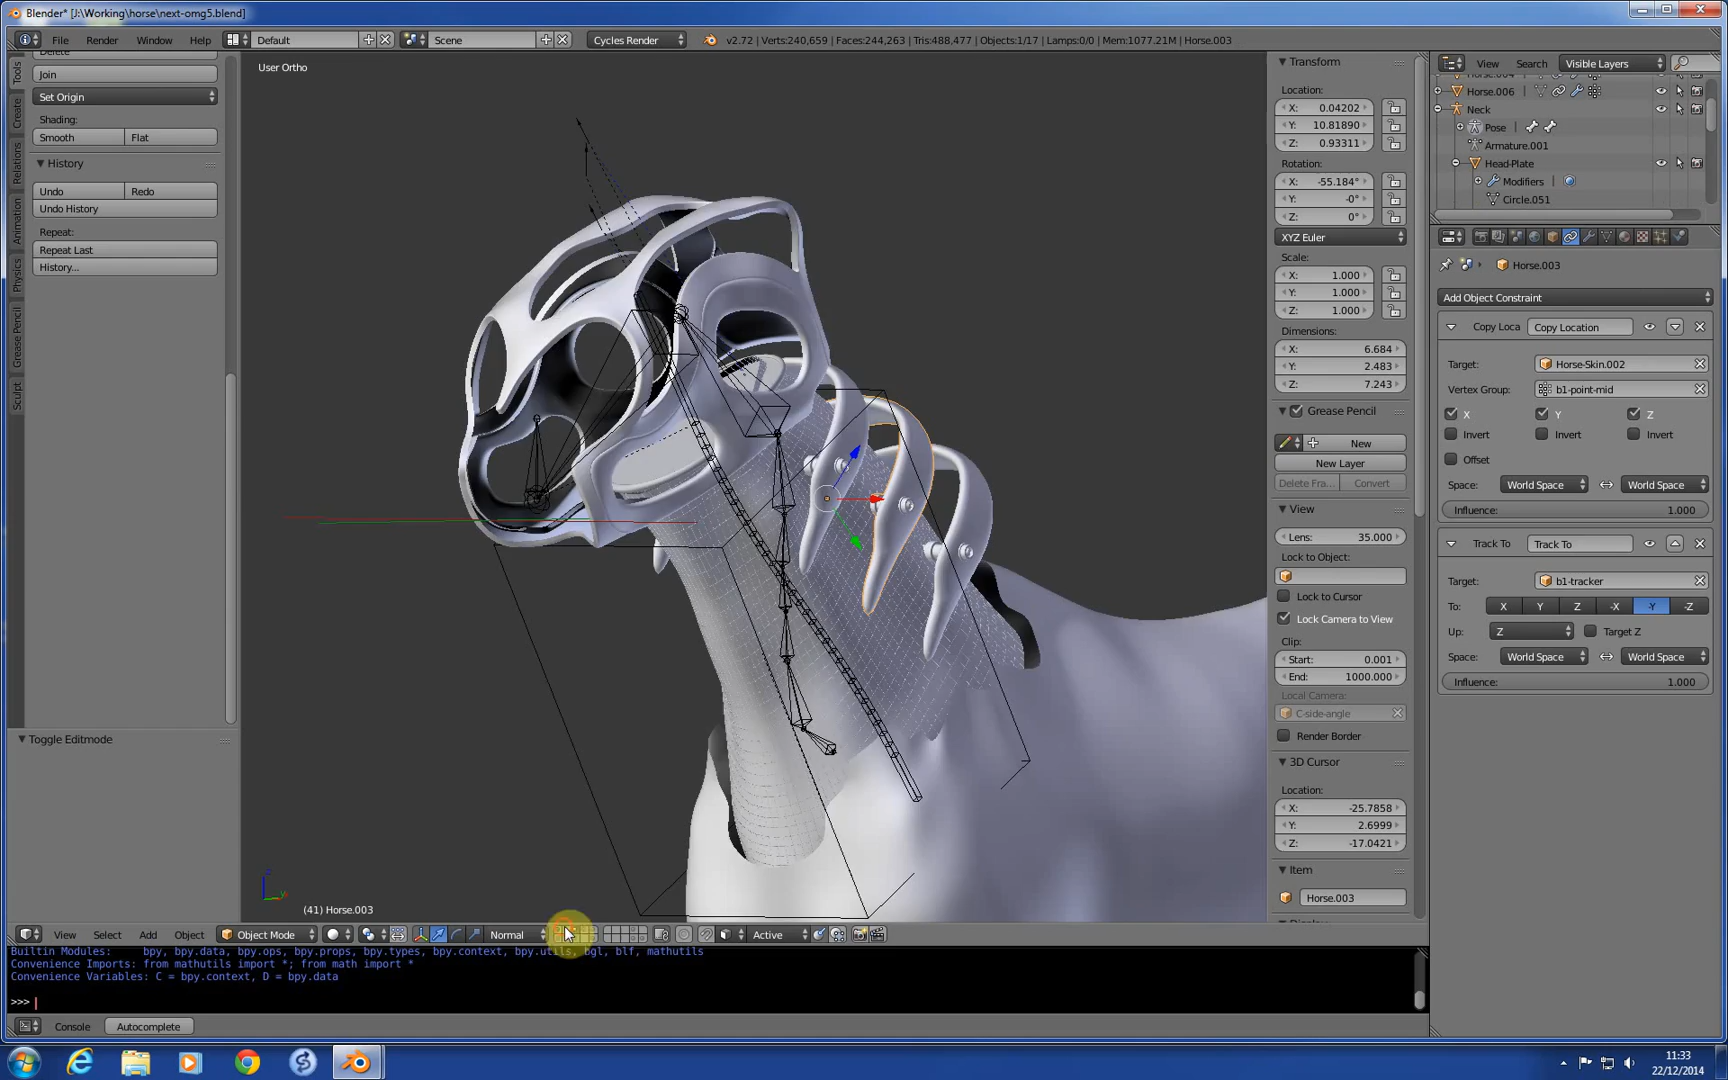 Blender* [J:\Working\horse\next-omg5.blend]
File Render Window Help Default Scene Cycles Render v2.72 | Verts:240,659 | Faces:244,263 | Tris:488,477 | Objects:1/17 | Lamps:0/0 | Mem:1077.21M | Horse.003
Tools
Create
Relations
Animation
Physics
Grease Pencil
Sculpt
Delete
Join
Set Origin
Shading:
Smooth Flat
History
Undo Redo
Undo History
Repeat:
Repeat Last
History...
Toggle Editmode
User Ortho
(41) Horse.003
Transform
Location:
X: 0.04202
Y: 10.81890
Z: 0.93311
Rotation:
X: -55.184°
Y: -0°
Z: 0°
XYZ Euler
Scale:
X: 1.000
Y: 1.000
Z: 1.000
Dimensions:
X: 6.684
Y: 2.483
Z: 7.243
Grease Pencil
New
New Layer
Delete Fra... Convert
View
Lens: 35.000
Lock to Object:
Lock to Cursor
Lock Camera to View
Clip:
Start: 0.001
End: 1000.000
Local Camera:
C-side-angle
Render Border
3D Cursor
Location:
X: -25.7858
Y: 2.6999
Z: -17.0421
Item
Horse.003
View Search Visible Layers
Horse.006
Neck
Pose
Armature.001
Head-Plate
Modifiers
Circle.051
Horse.003
Add Object Constraint
Copy Loca Copy Location
Target: Horse-Skin.002
Vertex Group: b1-point-mid
X Y Z
Invert Invert Invert
Offset
Space: World Space World Space
Influence: 1.000
Track To Track To
Target: b1-tracker
To: X Y Z -X -Y -Z
Up: Z Target Z
Space: World Space World Space
Influence: 1.000
View Select Add Object Object Mode Normal Active
Builtin Modules: bpy, bpy.data, bpy.ops, bpy.props, bpy.types, bpy.context, bpy.utils, bgl, blf, mathutils
Convenience Imports: from mathutils import *; from math import *
Convenience Variables: C = bpy.context, D = bpy.data
>>>
Console Autocomplete
11:33
22/12/2014